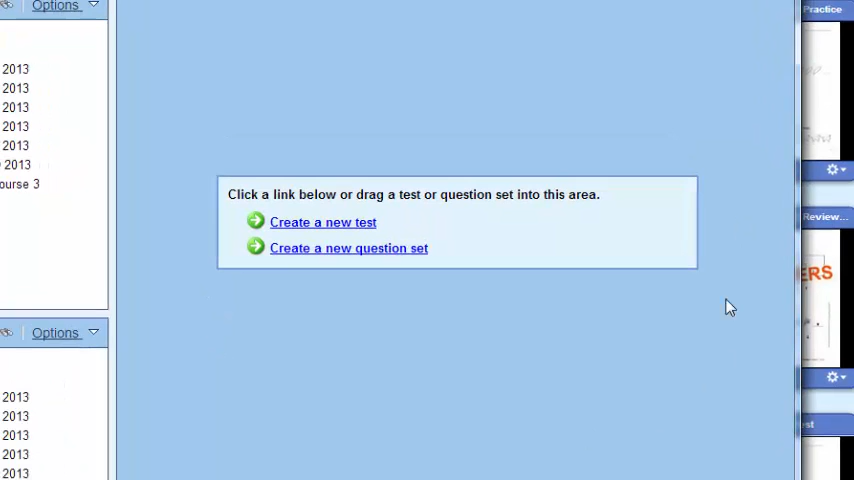 Options
2013
2013
2013
2013
2013
2013
ourse 3
Click a link below or drag a test or question set into this area.
Create a new test
Create a new question set
Options
2013
2013
2013
2013
2013
Practice
Review...
ERS
est